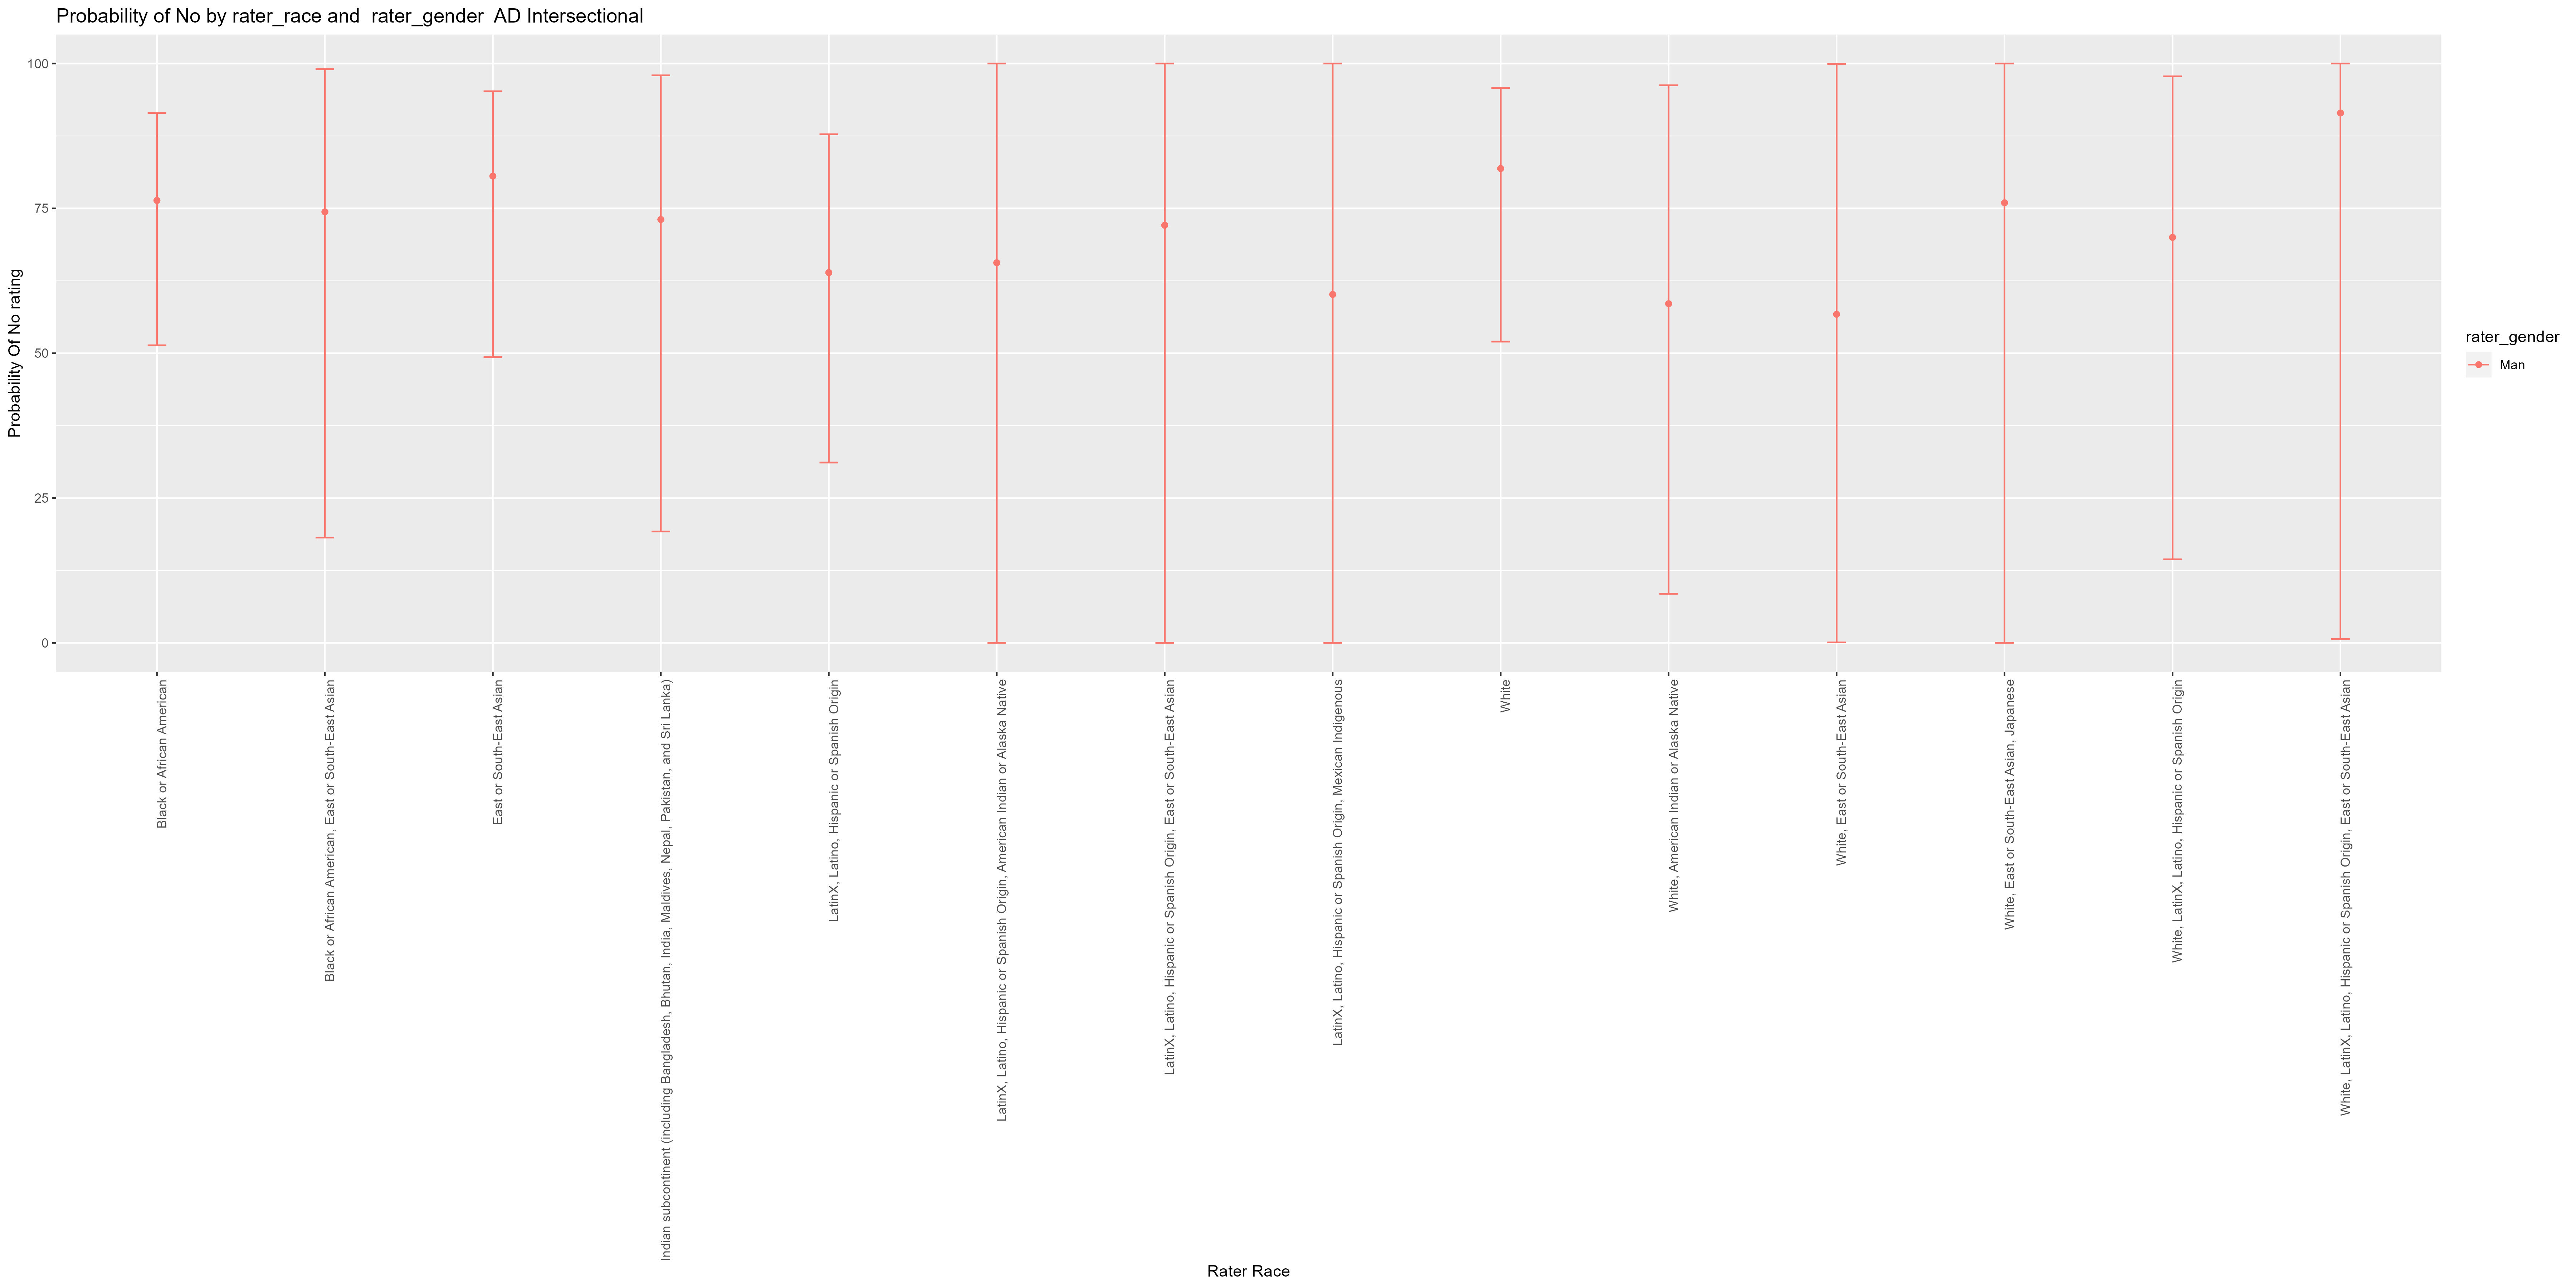 Probability of No by rater_race and  rater_gender  AD Intersectional
Probability Of No rating
100
75
50
25
0
Black or African American
Black or African American, East or South-East Asian
East or South-East Asian
Indian subcontinent (including Bangladesh, Bhutan, India, Maldives, Nepal, Pakistan, and Sri Lanka)
LatinX, Latino, Hispanic or Spanish Origin
LatinX, Latino, Hispanic or Spanish Origin, American Indian or Alaska Native
LatinX, Latino, Hispanic or Spanish Origin, East or South-East Asian
LatinX, Latino, Hispanic or Spanish Origin, Mexican Indigenous
White
White, American Indian or Alaska Native
White, East or South-East Asian
White, East or South-East Asian, Japanese
White, LatinX, Latino, Hispanic or Spanish Origin
White, LatinX, Latino, Hispanic or Spanish Origin, East or South-East Asian
Rater Race
rater_gender
Man